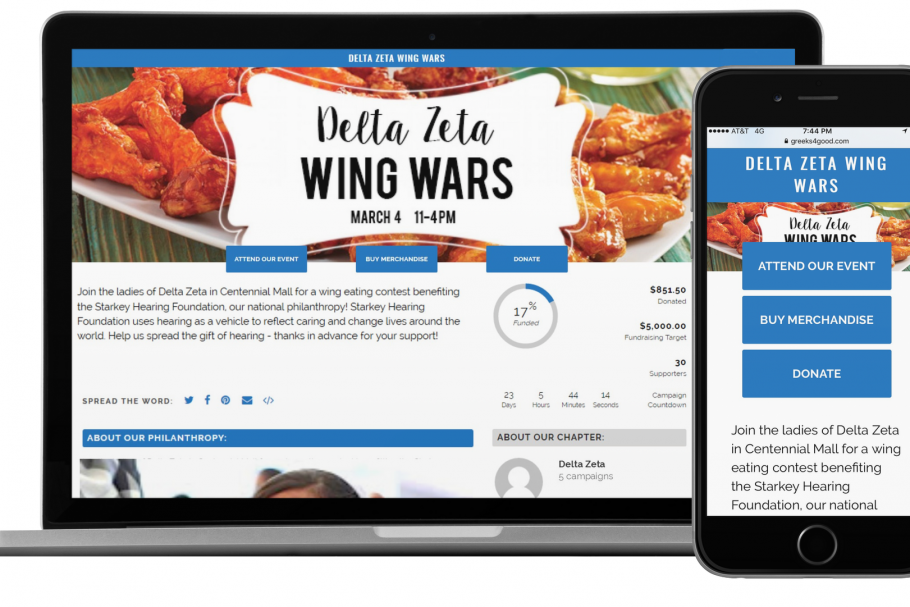 DELTA ZETA WING WARS
Delta Zeta
WING WARS
MARCH 4 11-4PM
ATTEND OUR EVENT
BUY MERCHANDISE
DONATE
Join the ladies of Delta Zeta in Centennial Mall for a wing eating contest benefiting
the Starkey Hearing Foundation, our national philanthropy! Starkey Hearing
Foundation uses hearing as a vehicle to reflect caring and change lives around the
world. Help us spread the gift of hearing - thanks in advance for your support!
17%
Funded
$851.50
Donated
$5,000.00
Fundraising Target
30
Supporters
SPREAD THE WORD:
23 5 44 14 Campaign
Days Hours Minutes Seconds Countdown
ABOUT OUR PHILANTHROPY:
ABOUT OUR CHAPTER:
Delta Zeta
5 campaigns
AT&T 4G 7:44 PM
greeks4good.com
DELTA ZETA WING
WARS
Delta Zeta
WING WARS
ATTEND OUR EVENT
BUY MERCHANDISE
DONATE
Join the ladies of Delta Zeta
in Centennial Mall for a wing
eating contest benefiting
the Starkey Hearing
Foundation, our national